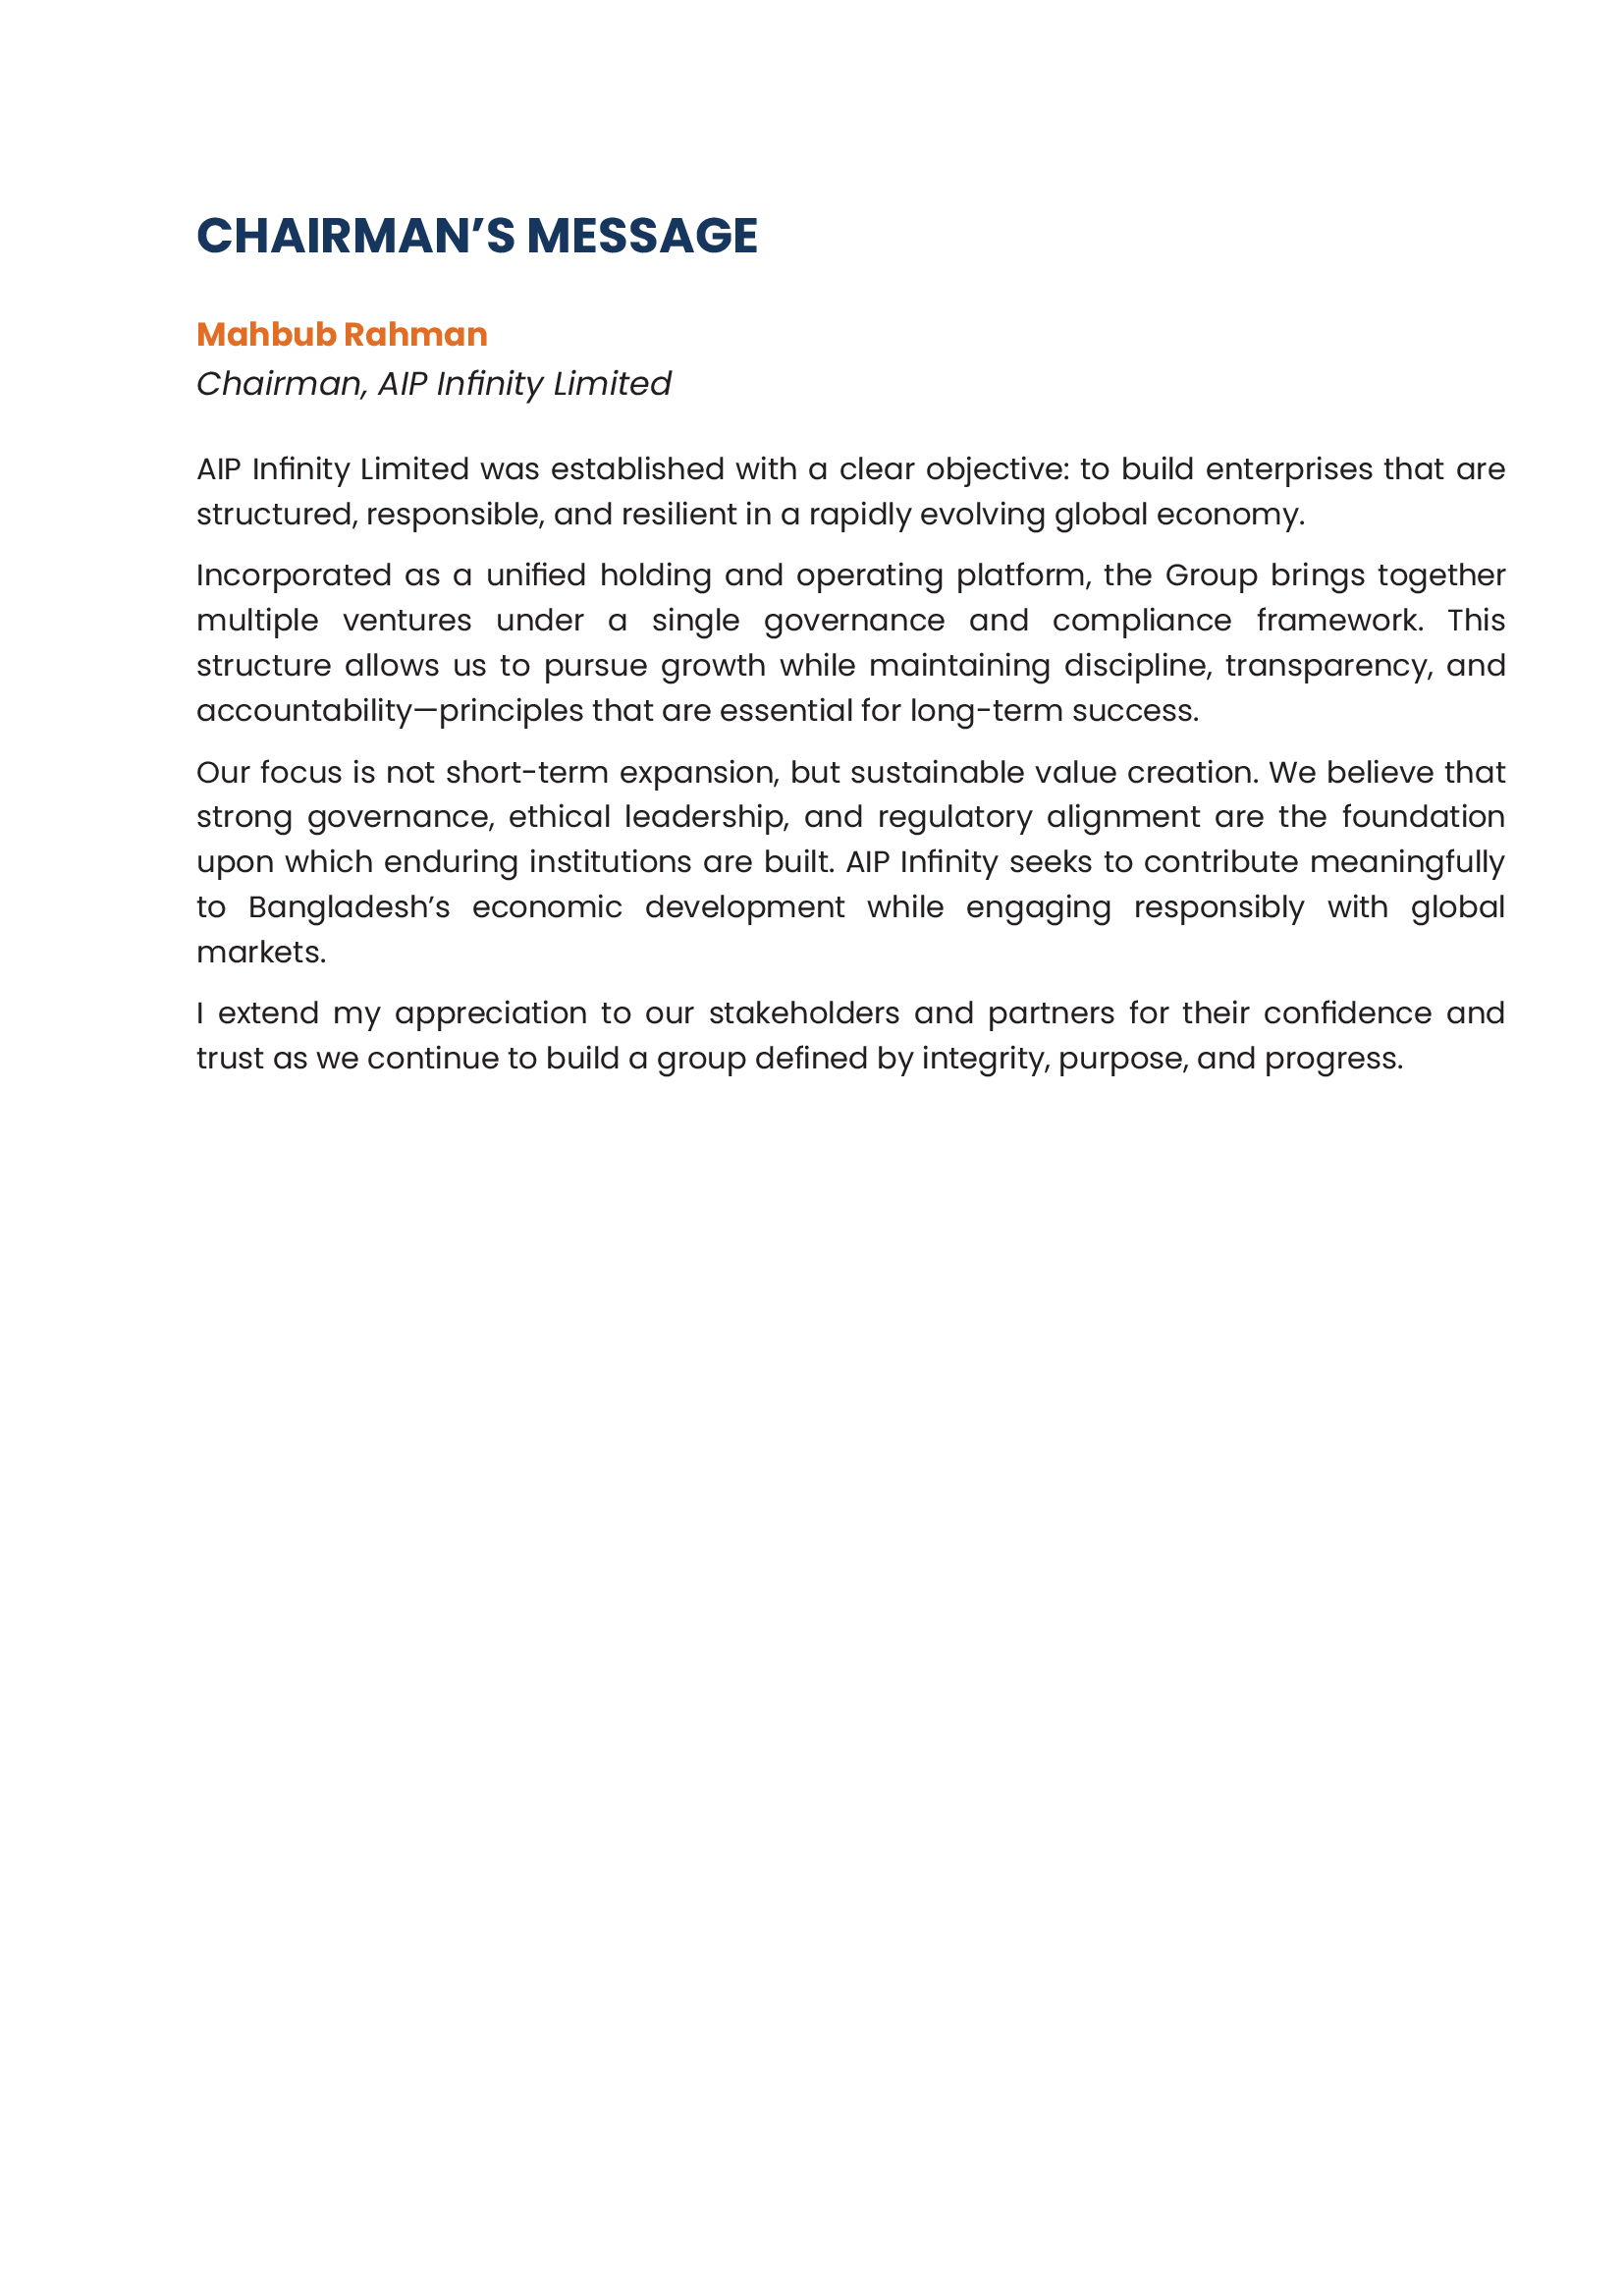 CHAIRMAN’S MESSAGE
Mahbub Rahman
Chairman, AIP Infinity Limited
AIP Infinity Limited was established with a clear objective: to build enterprises that are
structured, responsible, and resilient in a rapidly evolving global economy.
Incorporated as a unified holding and operating platform, the Group brings together
multiple ventures under a single governance and compliance framework. This
structure allows us to pursue growth while maintaining discipline, transparency, and
accountability—principles that are essential for long-term success.
Our focus is not short-term expansion, but sustainable value creation. We believe that
strong governance, ethical leadership, and regulatory alignment are the foundation
upon which enduring institutions are built. AIP Infinity seeks to contribute meaningfully
to Bangladesh’s economic development while engaging responsibly with global
markets.
I extend my appreciation to our stakeholders and partners for their confidence and
trust as we continue to build a group defined by integrity, purpose, and progress.